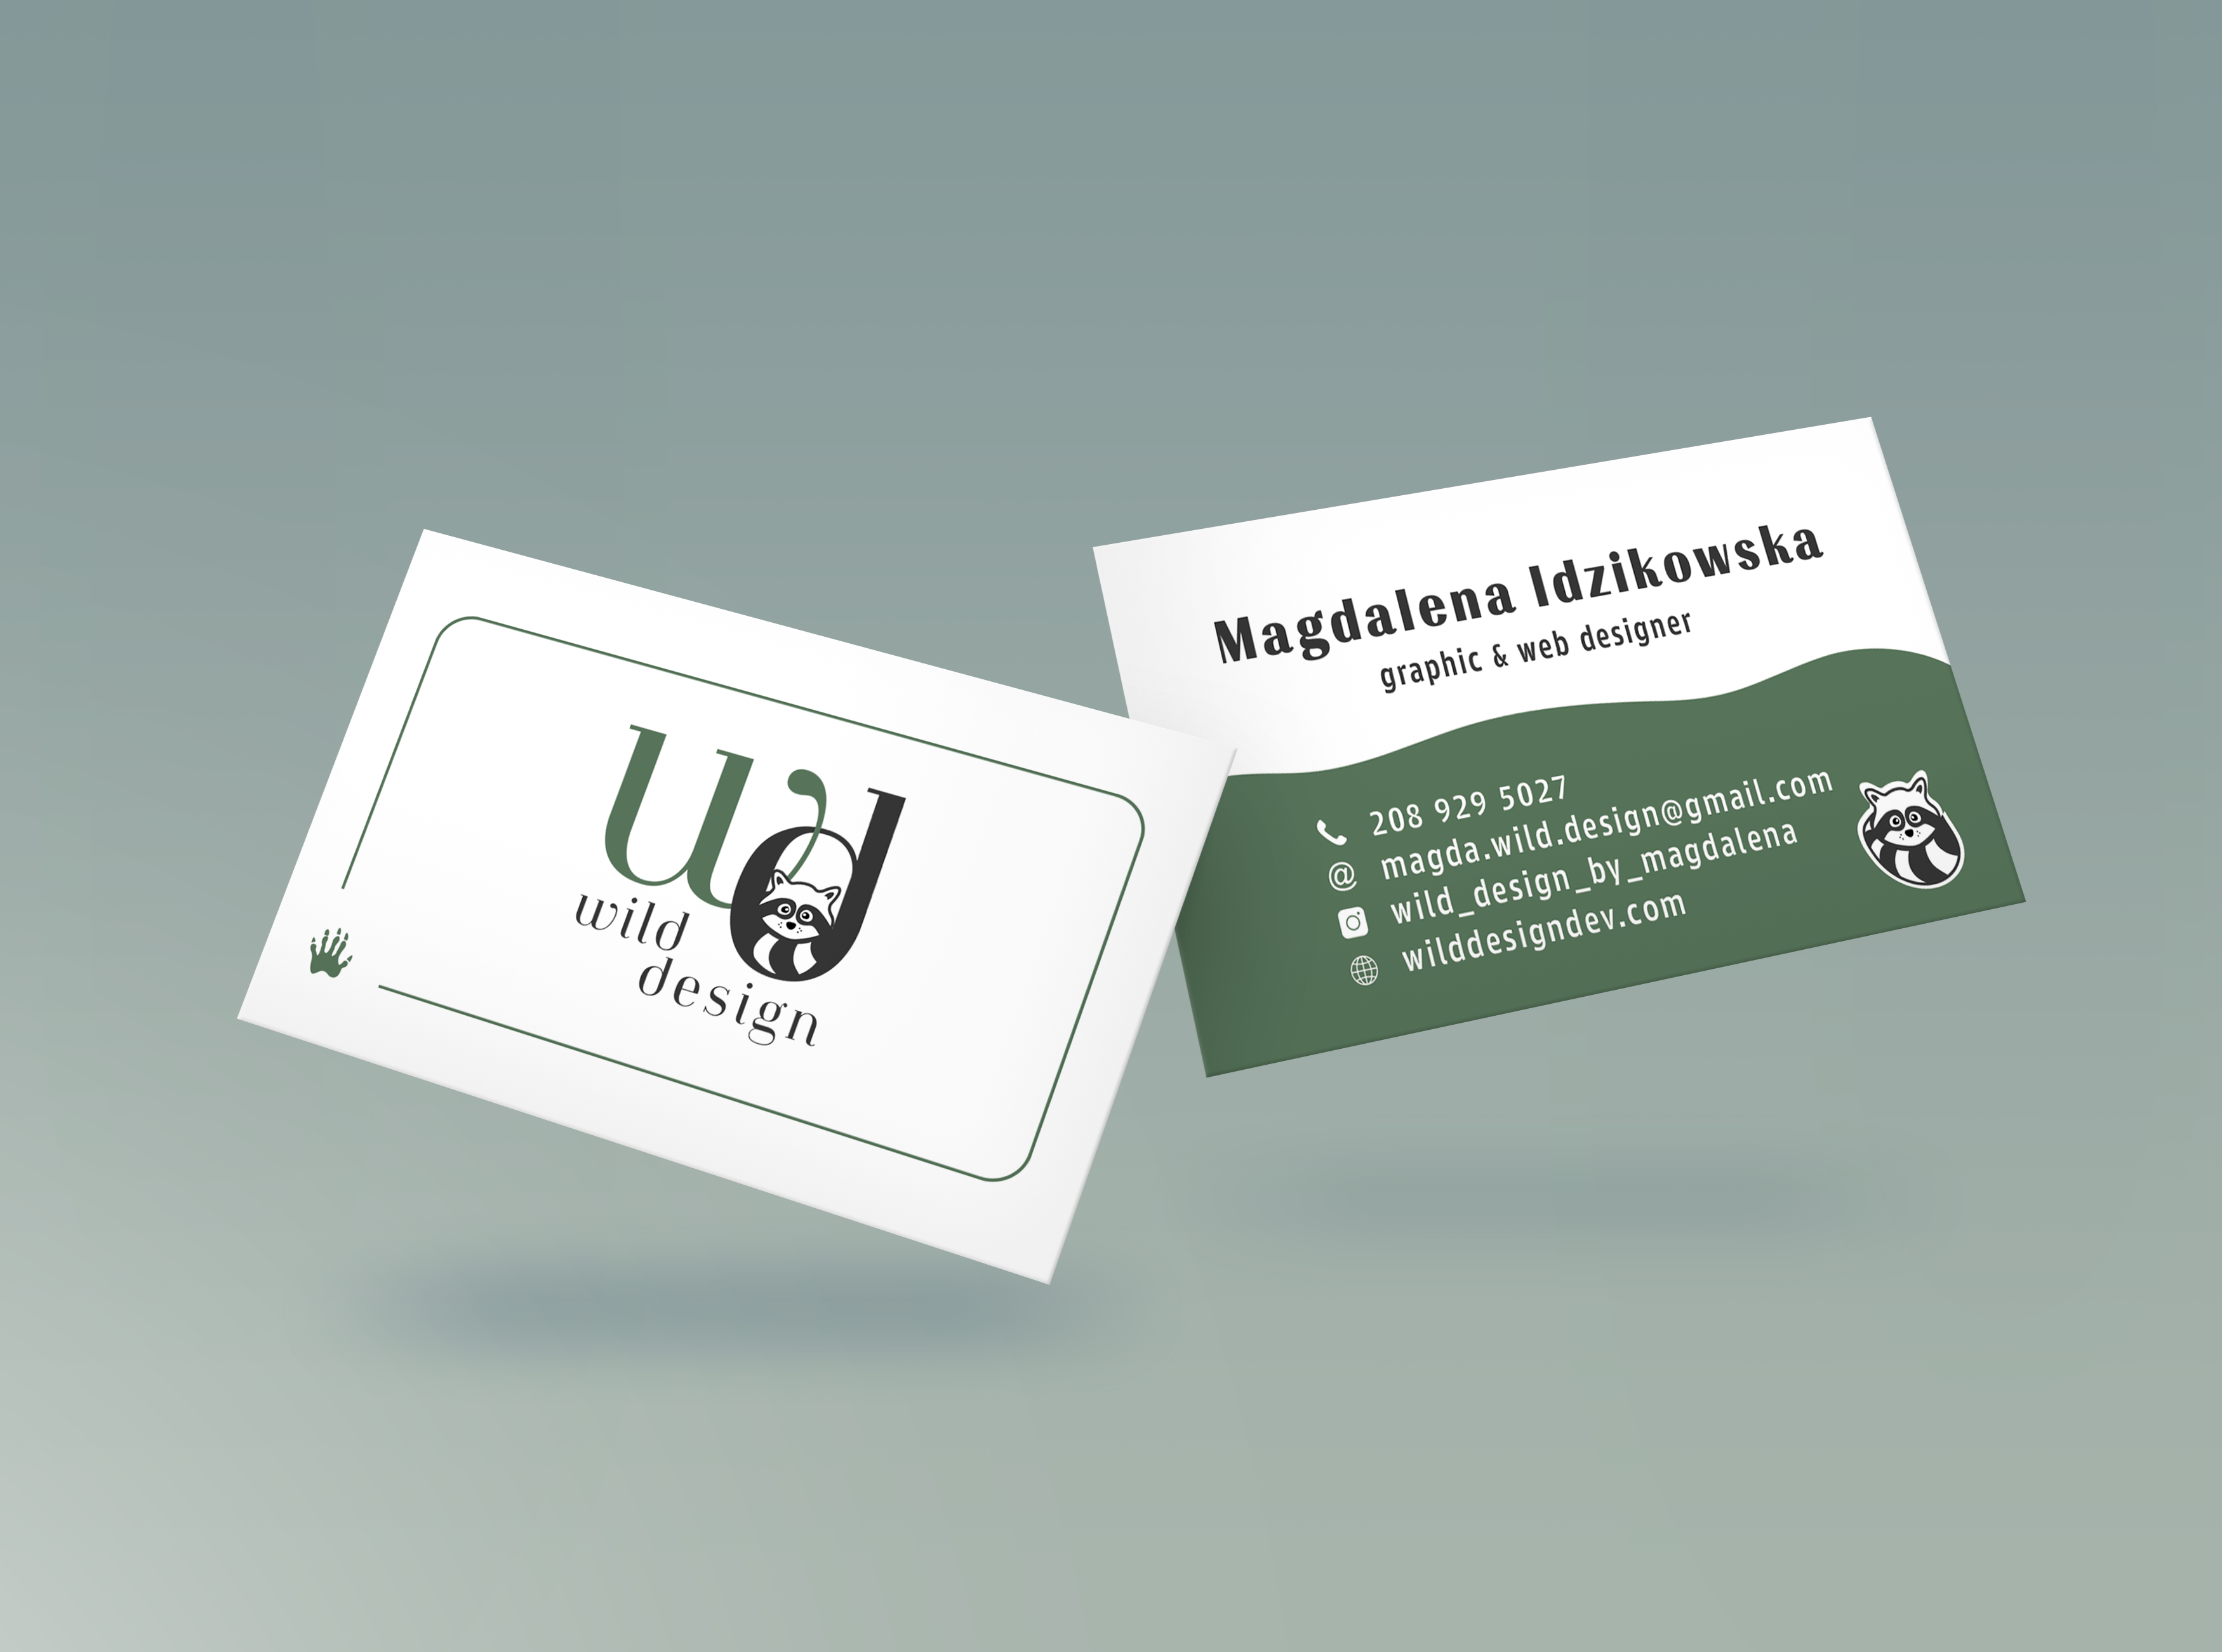 wd
wild
design
Magdalena Idzikowska
graphic & web designer
208 929 5027
@ magda.wild.design@gmail.com
wild_design_by_magdalena
wilddesigndev.com